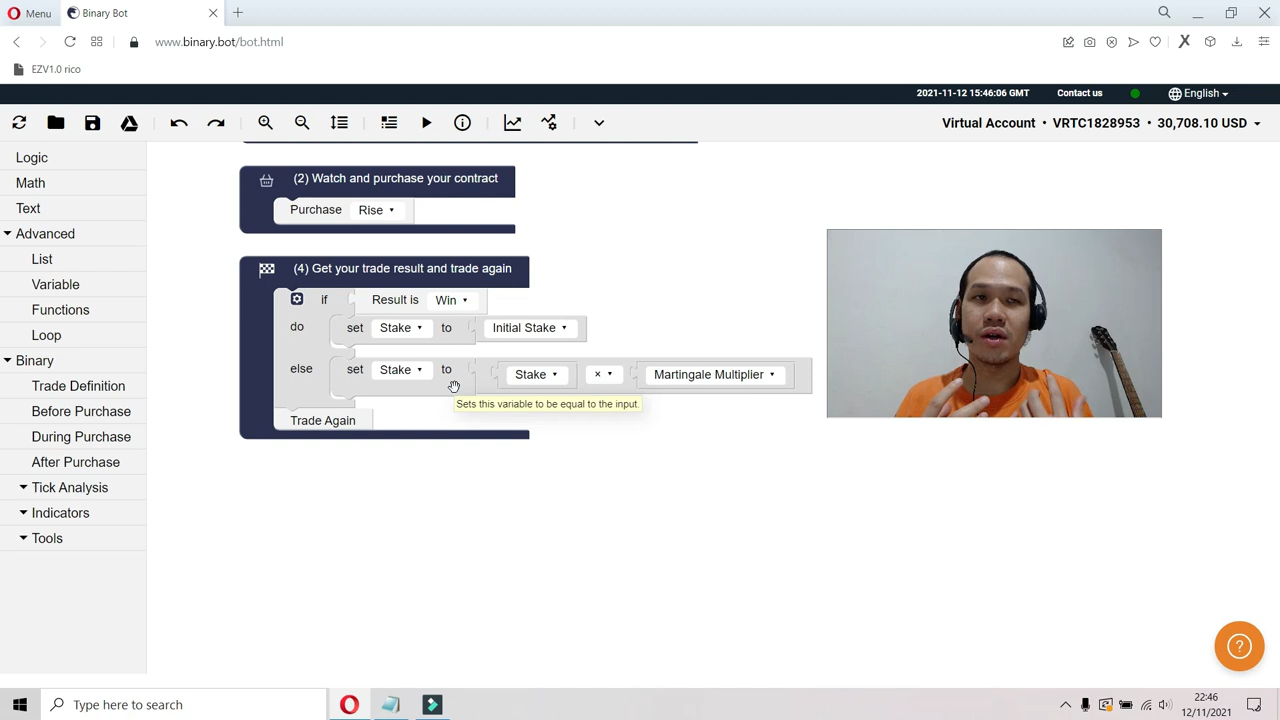 Menu
Binary Bot
www.binary.bot/bot.html
EZV1.0 rico
2021-11-12 15:46:06 GMT
Contact us
English
Virtual Account • VRTC1828953 • 30,708.10 USD
Logic
Math
Text
Advanced
List
Variable
Functions
Loop
Binary
Trade Definition
Before Purchase
During Purchase
After Purchase
Tick Analysis
Indicators
Tools
(2) Watch and purchase your contract
Purchase Rise
(4) Get your trade result and trade again
if Result is Win
do set Stake to Initial Stake
else set Stake to Stake × Martingale Multiplier
Sets this variable to be equal to the input.
Trade Again
Type here to search
22:46
12/11/2021